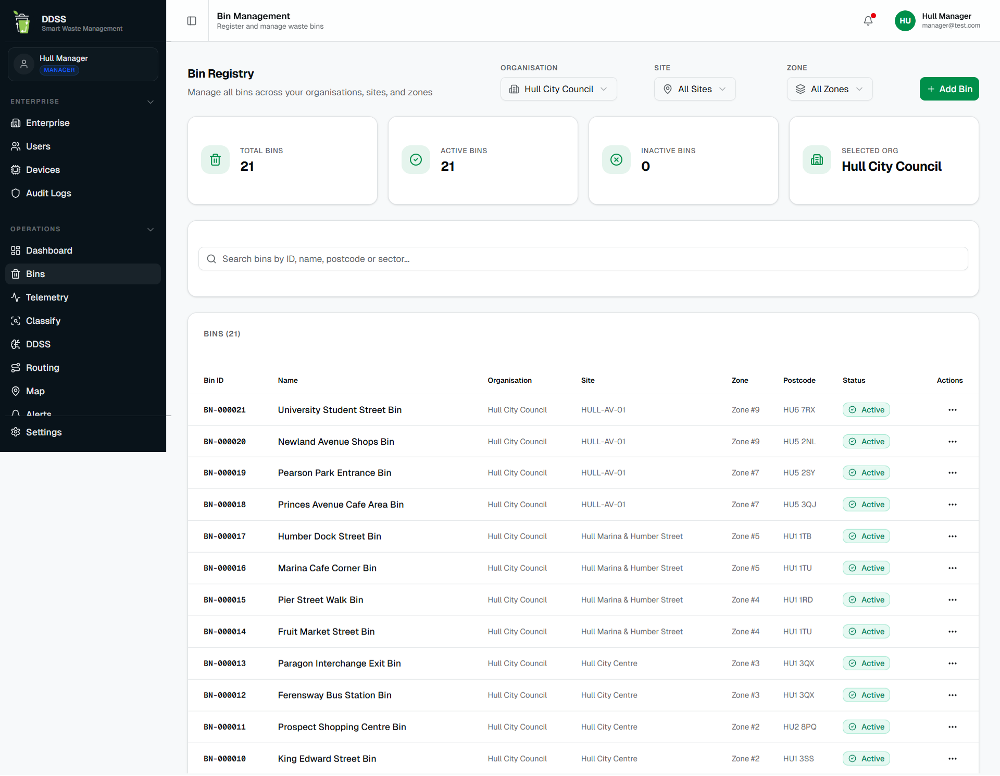 DDSS
Smart Waste Management
Hull Manager
MANAGER
ENTERPRISE
Enterprise
Users
Devices
Audit Logs
OPERATIONS
Dashboard
Bins
Telemetry
Classify
DDSS
Routing
Map
Alerts
Settings
Bin Management
Register and manage waste bins
HU
Hull Manager
manager@test.com
Bin Registry
Manage all bins across your organisations, sites, and zones
ORGANISATION
Hull City Council
SITE
All Sites
ZONE
All Zones
+ Add Bin
TOTAL BINS
21
ACTIVE BINS
21
INACTIVE BINS
0
SELECTED ORG
Hull City Council
Search bins by ID, name, postcode or sector...
BINS (21)
Bin ID Name Organisation Site Zone Postcode Status Actions
BN-000021 University Student Street Bin Hull City Council HULL-AV-01 Zone #9 HU6 7RX Active
BN-000020 Newland Avenue Shops Bin Hull City Council HULL-AV-01 Zone #9 HU5 2NL Active
BN-000019 Pearson Park Entrance Bin Hull City Council HULL-AV-01 Zone #7 HU5 2SY Active
BN-000018 Princes Avenue Cafe Area Bin Hull City Council HULL-AV-01 Zone #7 HU5 3QJ Active
BN-000017 Humber Dock Street Bin Hull City Council Hull Marina & Humber Street Zone #5 HU1 1TB Active
BN-000016 Marina Cafe Corner Bin Hull City Council Hull Marina & Humber Street Zone #5 HU1 1TU Active
BN-000015 Pier Street Walk Bin Hull City Council Hull Marina & Humber Street Zone #4 HU1 1RD Active
BN-000014 Fruit Market Street Bin Hull City Council Hull Marina & Humber Street Zone #4 HU1 1TU Active
BN-000013 Paragon Interchange Exit Bin Hull City Council Hull City Centre Zone #3 HU1 3QX Active
BN-000012 Ferensway Bus Station Bin Hull City Council Hull City Centre Zone #3 HU1 3QX Active
BN-000011 Prospect Shopping Centre Bin Hull City Council Hull City Centre Zone #2 HU2 8PQ Active
BN-000010 King Edward Street Bin Hull City Council Hull City Centre Zone #2 HU1 3SS Active